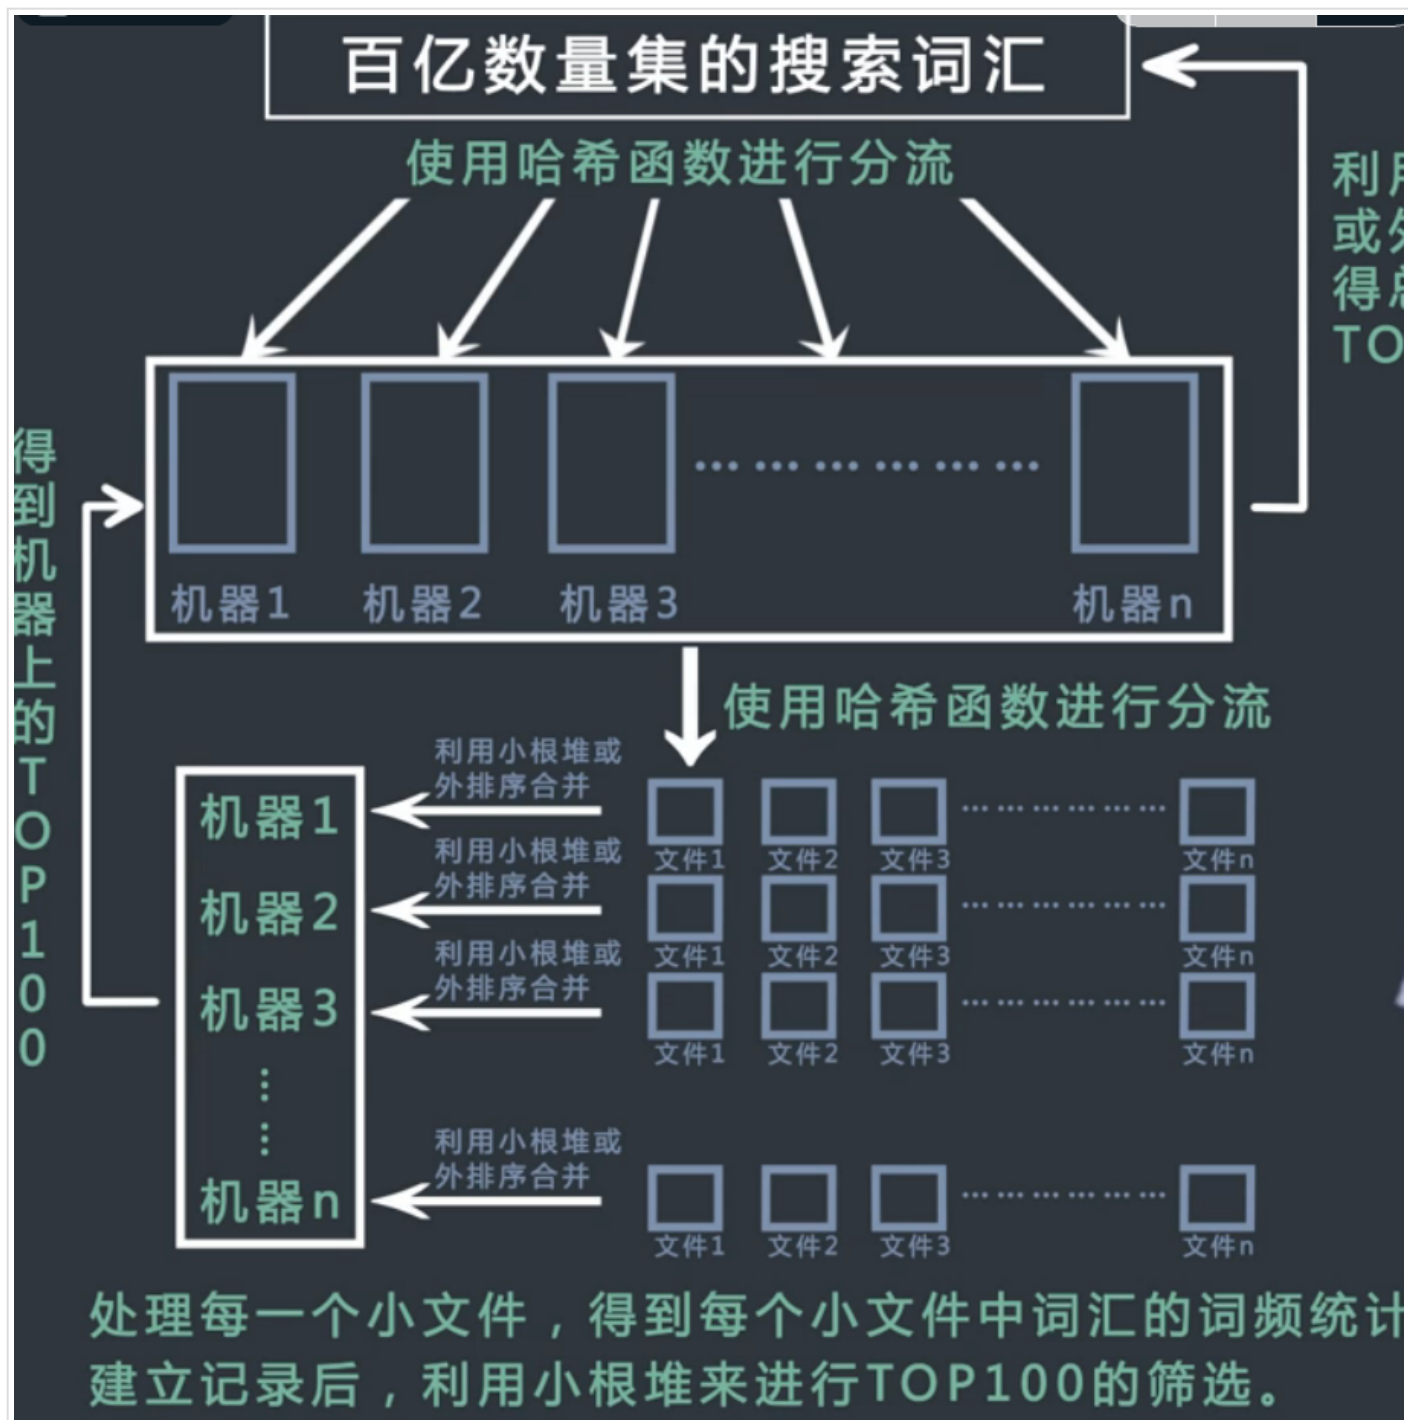 百亿数量集的搜索词汇
使用哈希函数进行分流
利
或
得
TO
机器1
机器2
机器3
机器n
得到机器上的TOP100
使用哈希函数进行分流
机器1
机器2
机器3
机器n
利用小根堆或
外排序合并
利用小根堆或
外排序合并
利用小根堆或
外排序合并
利用小根堆或
外排序合并
文件1
文件2
文件3
文件n
文件1
文件2
文件3
文件n
文件1
文件2
文件3
文件n
文件1
文件2
文件3
文件n
处理每一个小文件，得到每个小文件中词汇的词频统计
建立记录后，利用小根堆来进行TOP100的筛选。